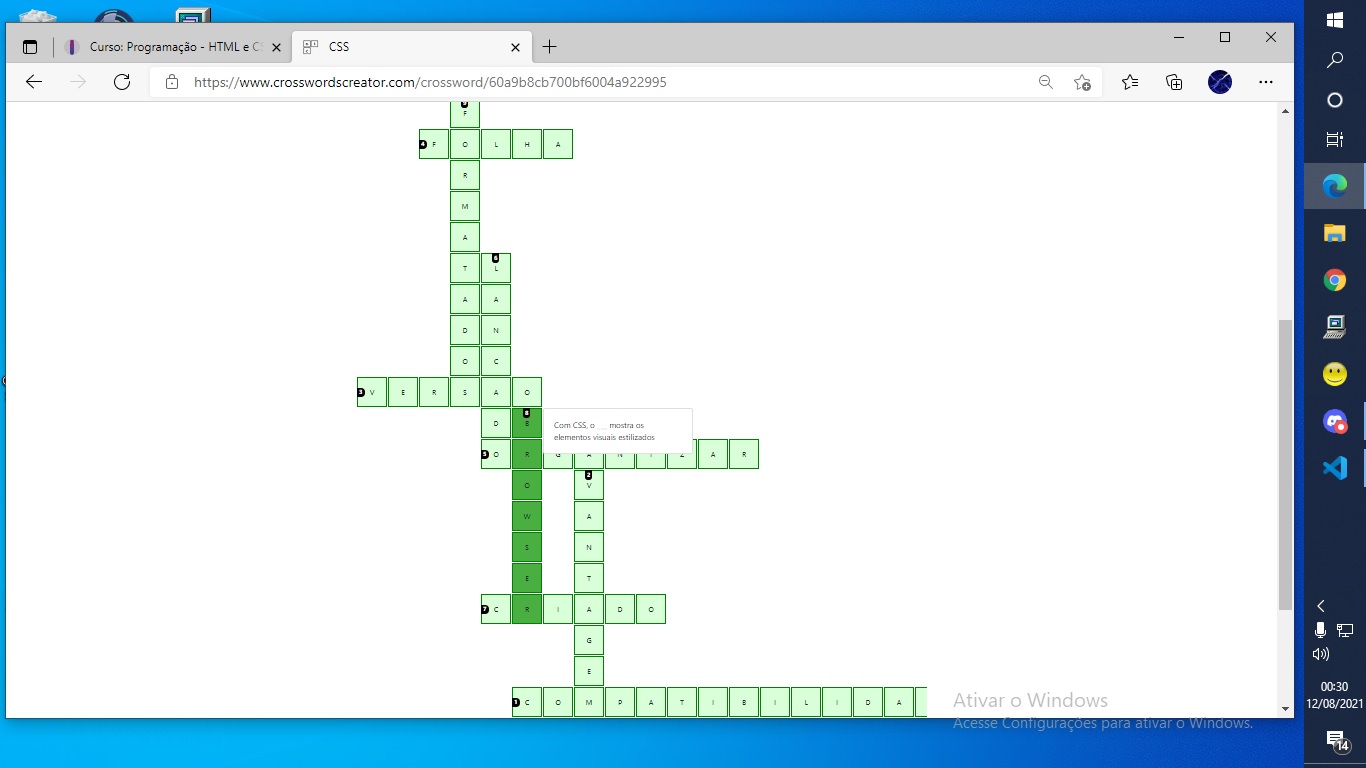 Curso: Programação - HTML e C
CSS
https://www.crosswordscreator.com/crossword/60a9b8cb700bf6004a922995
F
4 F O L H A
R
M
A
6
T L
A A
D N
O C
3 V E R S A O
8
D B
Com CSS, o __ mostra os
elementos visuais estilizados
5 O R G A N I Z A R
2
O V
W A
S N
E T
7 C R I A D O
G
E
1 C O M P A T I B I L I D A
Ativar o Windows
Acesse Configurações para ativar o Windows.
00:30
12/08/2021
14